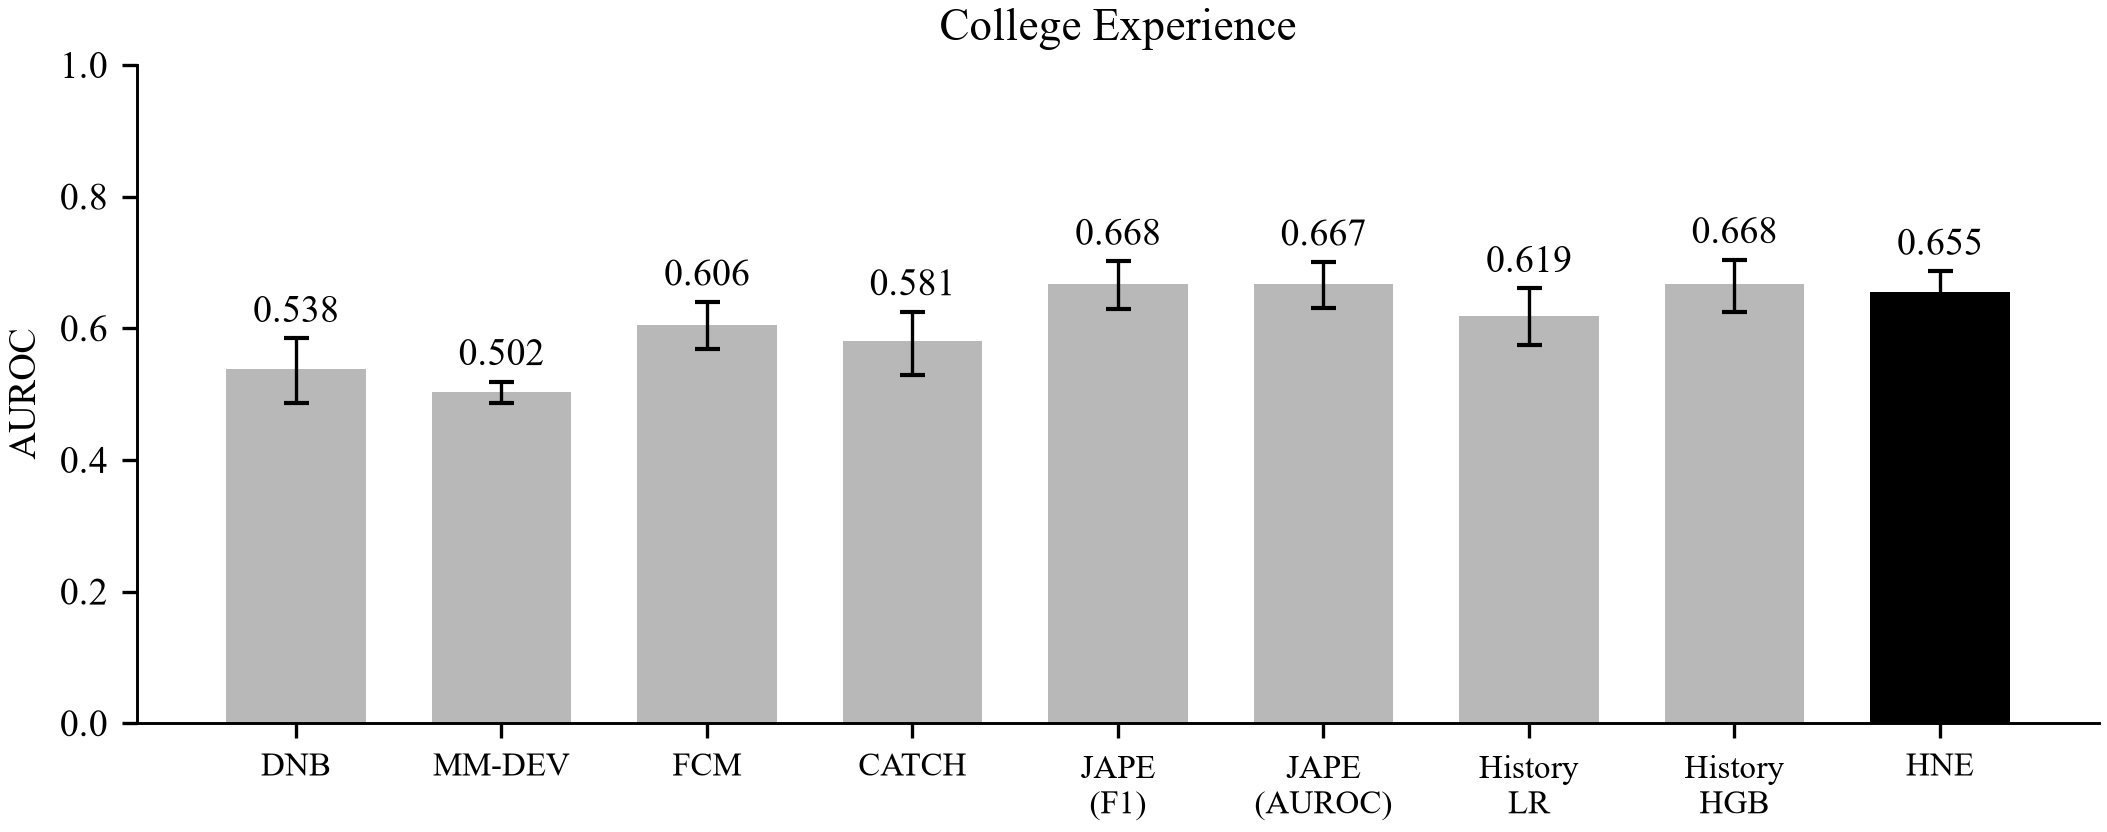 College Experience
AUROC
1.0
0.8
0.6
0.4
0.2
0.0
0.538
0.502
0.606
0.581
0.668
0.667
0.619
0.668
0.655
DNB
MM-DEV
FCM
CATCH
JAPE
(F1)
JAPE
(AUROC)
History
LR
History
HGB
HNE